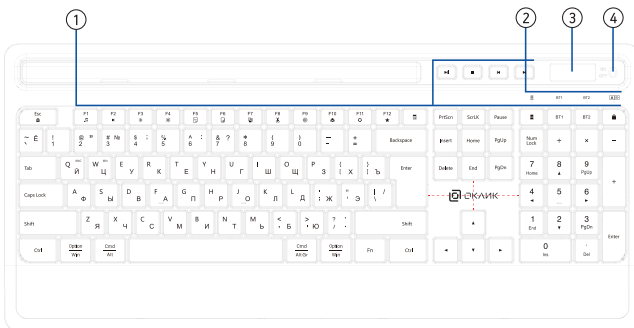 1 2 3 4
ON
OFF
BT1 BT2 A
Esc F1 F2 F3 F4 F5 F6 F7 F8 F9 F10 F11 F12 PrtScn ScrLK Pause BT1 BT2
~ ` Ё ! 1 @ 2 " # № 3 $ ; 4 % 5 ^ : 6 & ? 7 * 8 ( 9 ) 0 _ - + = Backspace Insert Home PgUp Num Lock ÷ × −
Tab Q Й W Ц E У R К T Е Y Н U Г I Ш O Щ P З { [ Х } ] Ъ Enter Delete End PgDn 7 Home 8 9 PgUp +
Caps Lock A Ф S Ы D В F А G П H Р J О K Л L Д : ; Ж " ' Э | \ / ОКЛИК 4 5 6
Shift Z Я X Ч C С V М B И N Т M Ь < , Б > . Ю ? / , . Shift 1 End 2 3 PgDn Enter
Ctrl Option Win Cmd Alt Cmd Alt Gr Option Win Fn Ctrl 0 Ins . Del